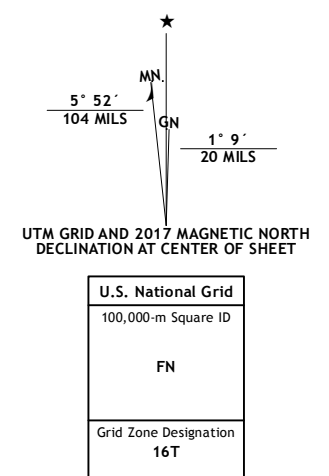 ★
MN.
5° 52´
104 MILS
GN
1° 9´
20 MILS
UTM GRID AND 2017 MAGNETIC NORTH
DECLINATION AT CENTER OF SHEET
U.S. National Grid
100,000-m Square ID
FN
Grid Zone Designation
16T